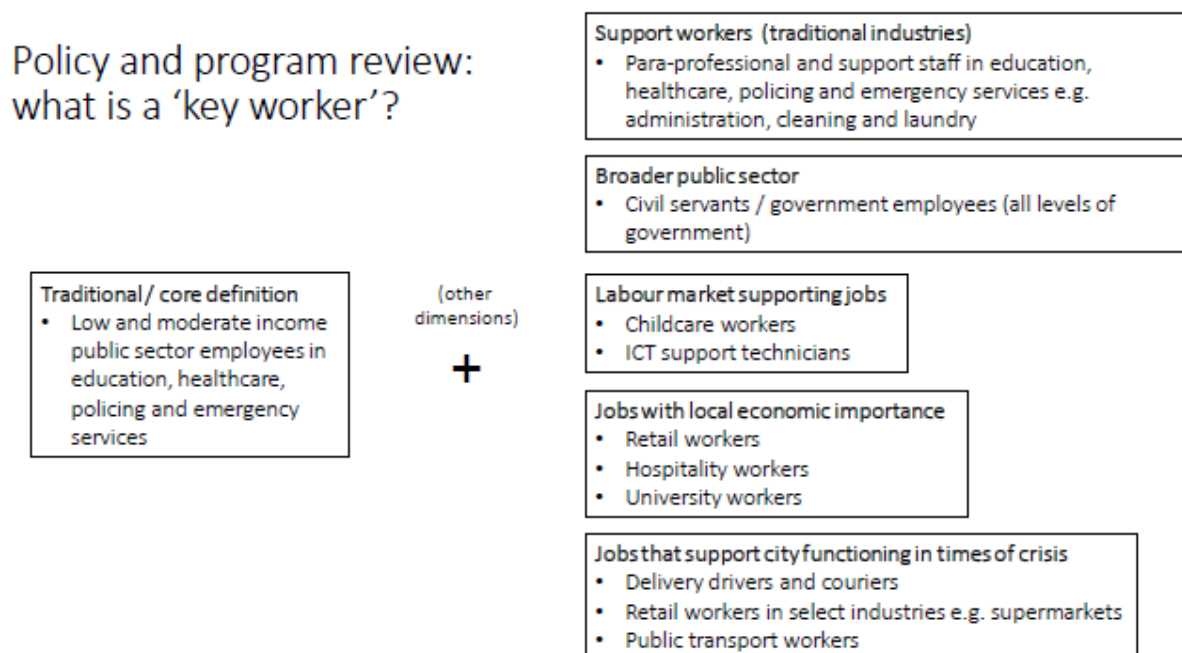 Policy and program review:
what is a 'key worker'?
Traditional / core definition
• Low and moderate income
public sector employees in
education, healthcare,
policing and emergency
services
(other
dimensions)
+
Support workers (traditional industries)
• Para-professional and support staff in education,
healthcare, policing and emergency services e.g.
administration, cleaning and laundry
Broader public sector
• Civil servants / government employees (all levels of
government)
Labour market supporting jobs
• Childcare workers
• ICT support technicians
Jobs with local economic importance
• Retail workers
• Hospitality workers
• University workers
Jobs that support city functioning in times of crisis
• Delivery drivers and couriers
• Retail workers in select industries e.g. supermarkets
• Public transport workers